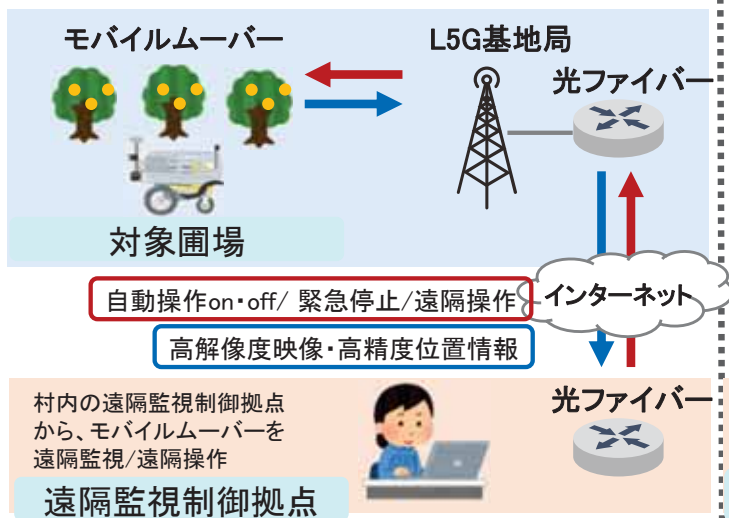 モバイルムーバー
L5G基地局
光ファイバー
対象圃場
自動操作on・off/ 緊急停止/遠隔操作
インターネット
高解像度映像・高精度位置情報
村内の遠隔監視制御拠点
から、モバイルムーバーを
遠隔監視/遠隔操作
光ファイバー
遠隔監視制御拠点